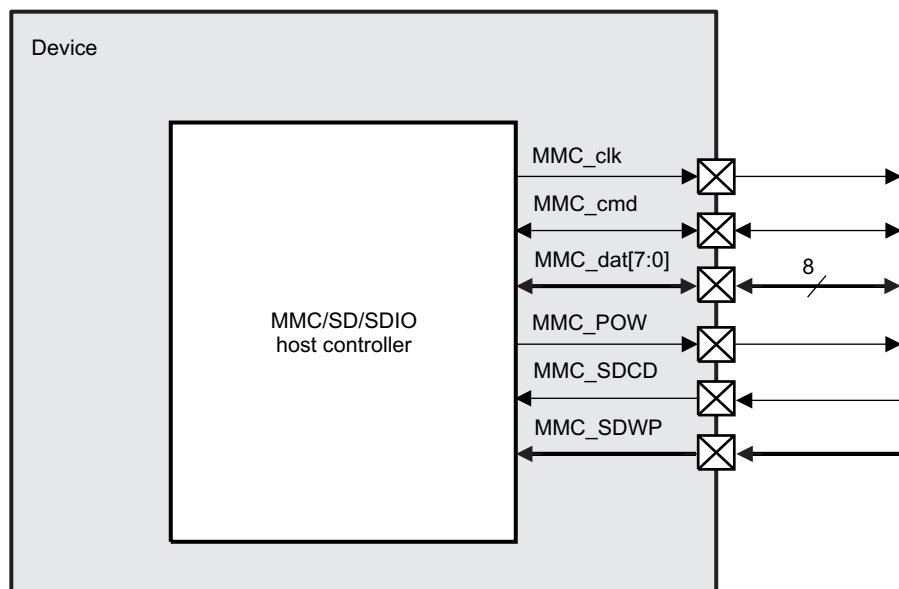 Device
MMC_clk
MMC_cmd
MMC_dat[7:0]
8
MMC/SD/SDIO
host controller
MMC_POW
MMC_SDCD
MMC_SDWP